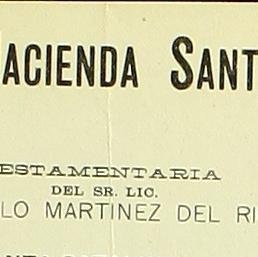 ACIENDA SANT
ESTAMENTARIA
DEL SR. LIC.
LO MARTINEZ DEL RI